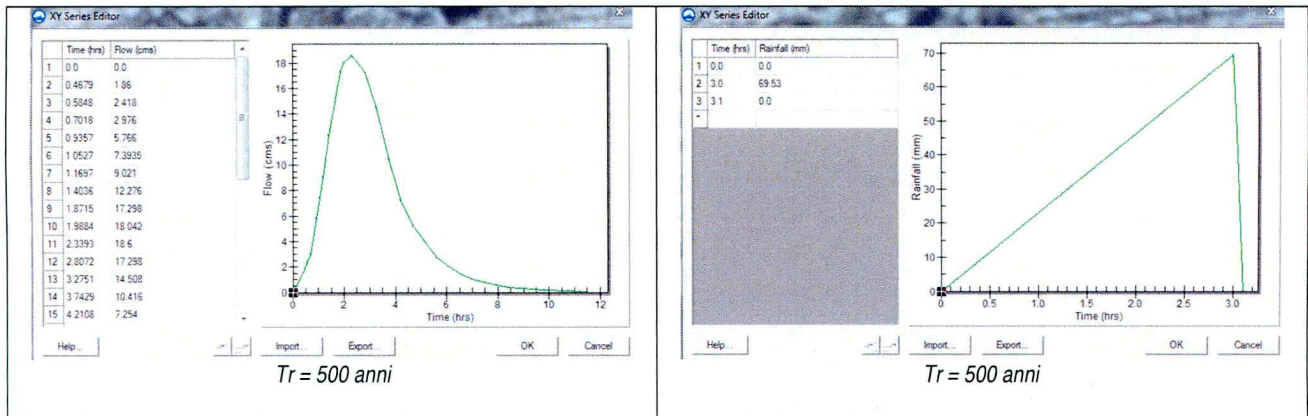 XY Series Editor
Time (hrs) Flow (cms)
1 0.0 0.0
2 0.4679 1.86
3 0.5848 2.418
4 0.7018 2.976
5 0.9357 5.766
6 1.0527 7.3935
7 1.1697 9.021
8 1.4036 12.276
9 1.8715 17.298
10 1.9884 18.042
11 2.3393 18.6
12 2.8072 17.298
13 3.2751 14.508
14 3.7429 10.416
15 4.2108 7.254
Flow (cms)
18
16
14
12
10
8
6
4
2
0
0 2 4 6 8 10 12
Time (hrs)
Help... Import... Export... OK Cancel
Tr = 500 anni
XY Series Editor
Time (hrs) Rainfall (mm)
1 0.0 0.0
2 3.0 69.53
3 3.1 0.0
*
Rainfall (mm)
70
60
50
40
30
20
10
0
0 0.5 1.0 1.5 2.0 2.5 3.0
Time (hrs)
Help... Import... Export... OK Cancel
Tr = 500 anni